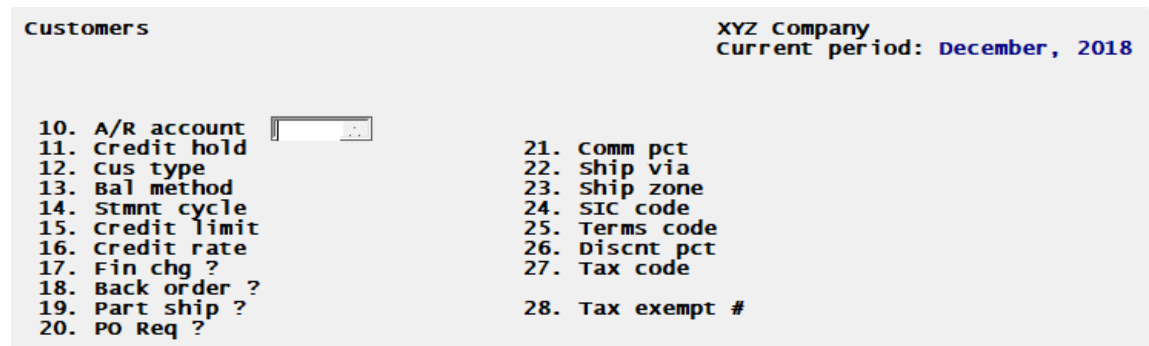 Customers XYZ Company
Current period: December, 2018
10. A/R account
11. Credit hold 21. Comm pct
12. Cus type 22. Ship via
13. Bal method 23. Ship zone
14. Stmnt cycle 24. SIC code
15. Credit limit 25. Terms code
16. Credit rate 26. Discnt pct
17. Fin chg ? 27. Tax code
18. Back order ?
19. Part ship ? 28. Tax exempt #
20. PO Req ?